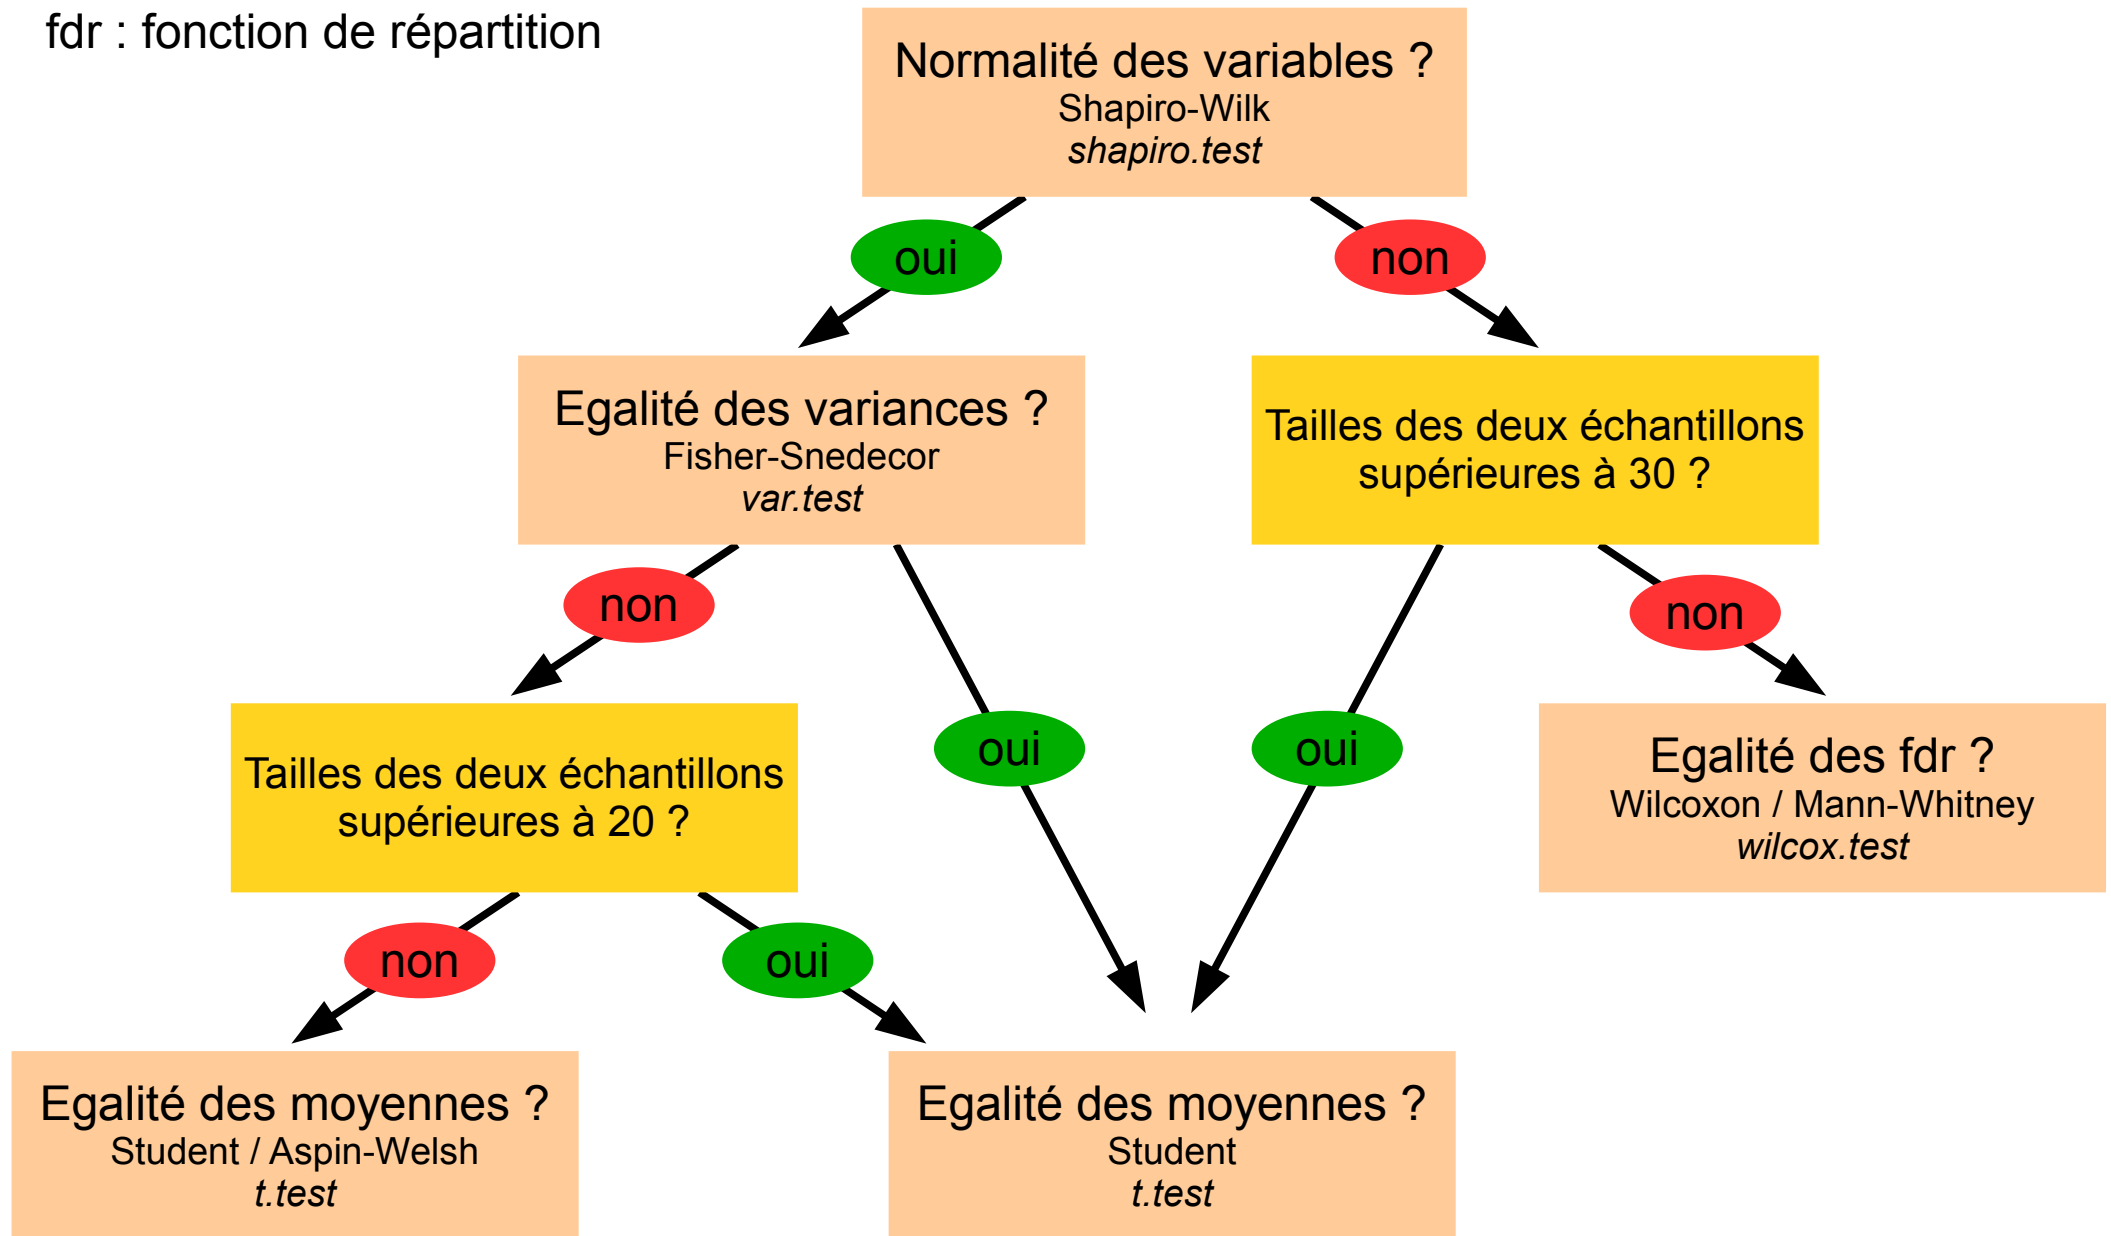 fdr : fonction de répartition
Normalité des variables ?
Shapiro-Wilk
shapiro.test
oui
non
Egalité des variances ?
Fisher-Snedecor
var.test
Tailles des deux échantillons
supérieures à 30 ?
non
oui
oui
non
Tailles des deux échantillons
supérieures à 20 ?
Egalité des fdr ?
Wilcoxon / Mann-Whitney
wilcox.test
non
oui
Egalité des moyennes ?
Student / Aspin-Welsh
t.test
Egalité des moyennes ?
Student
t.test